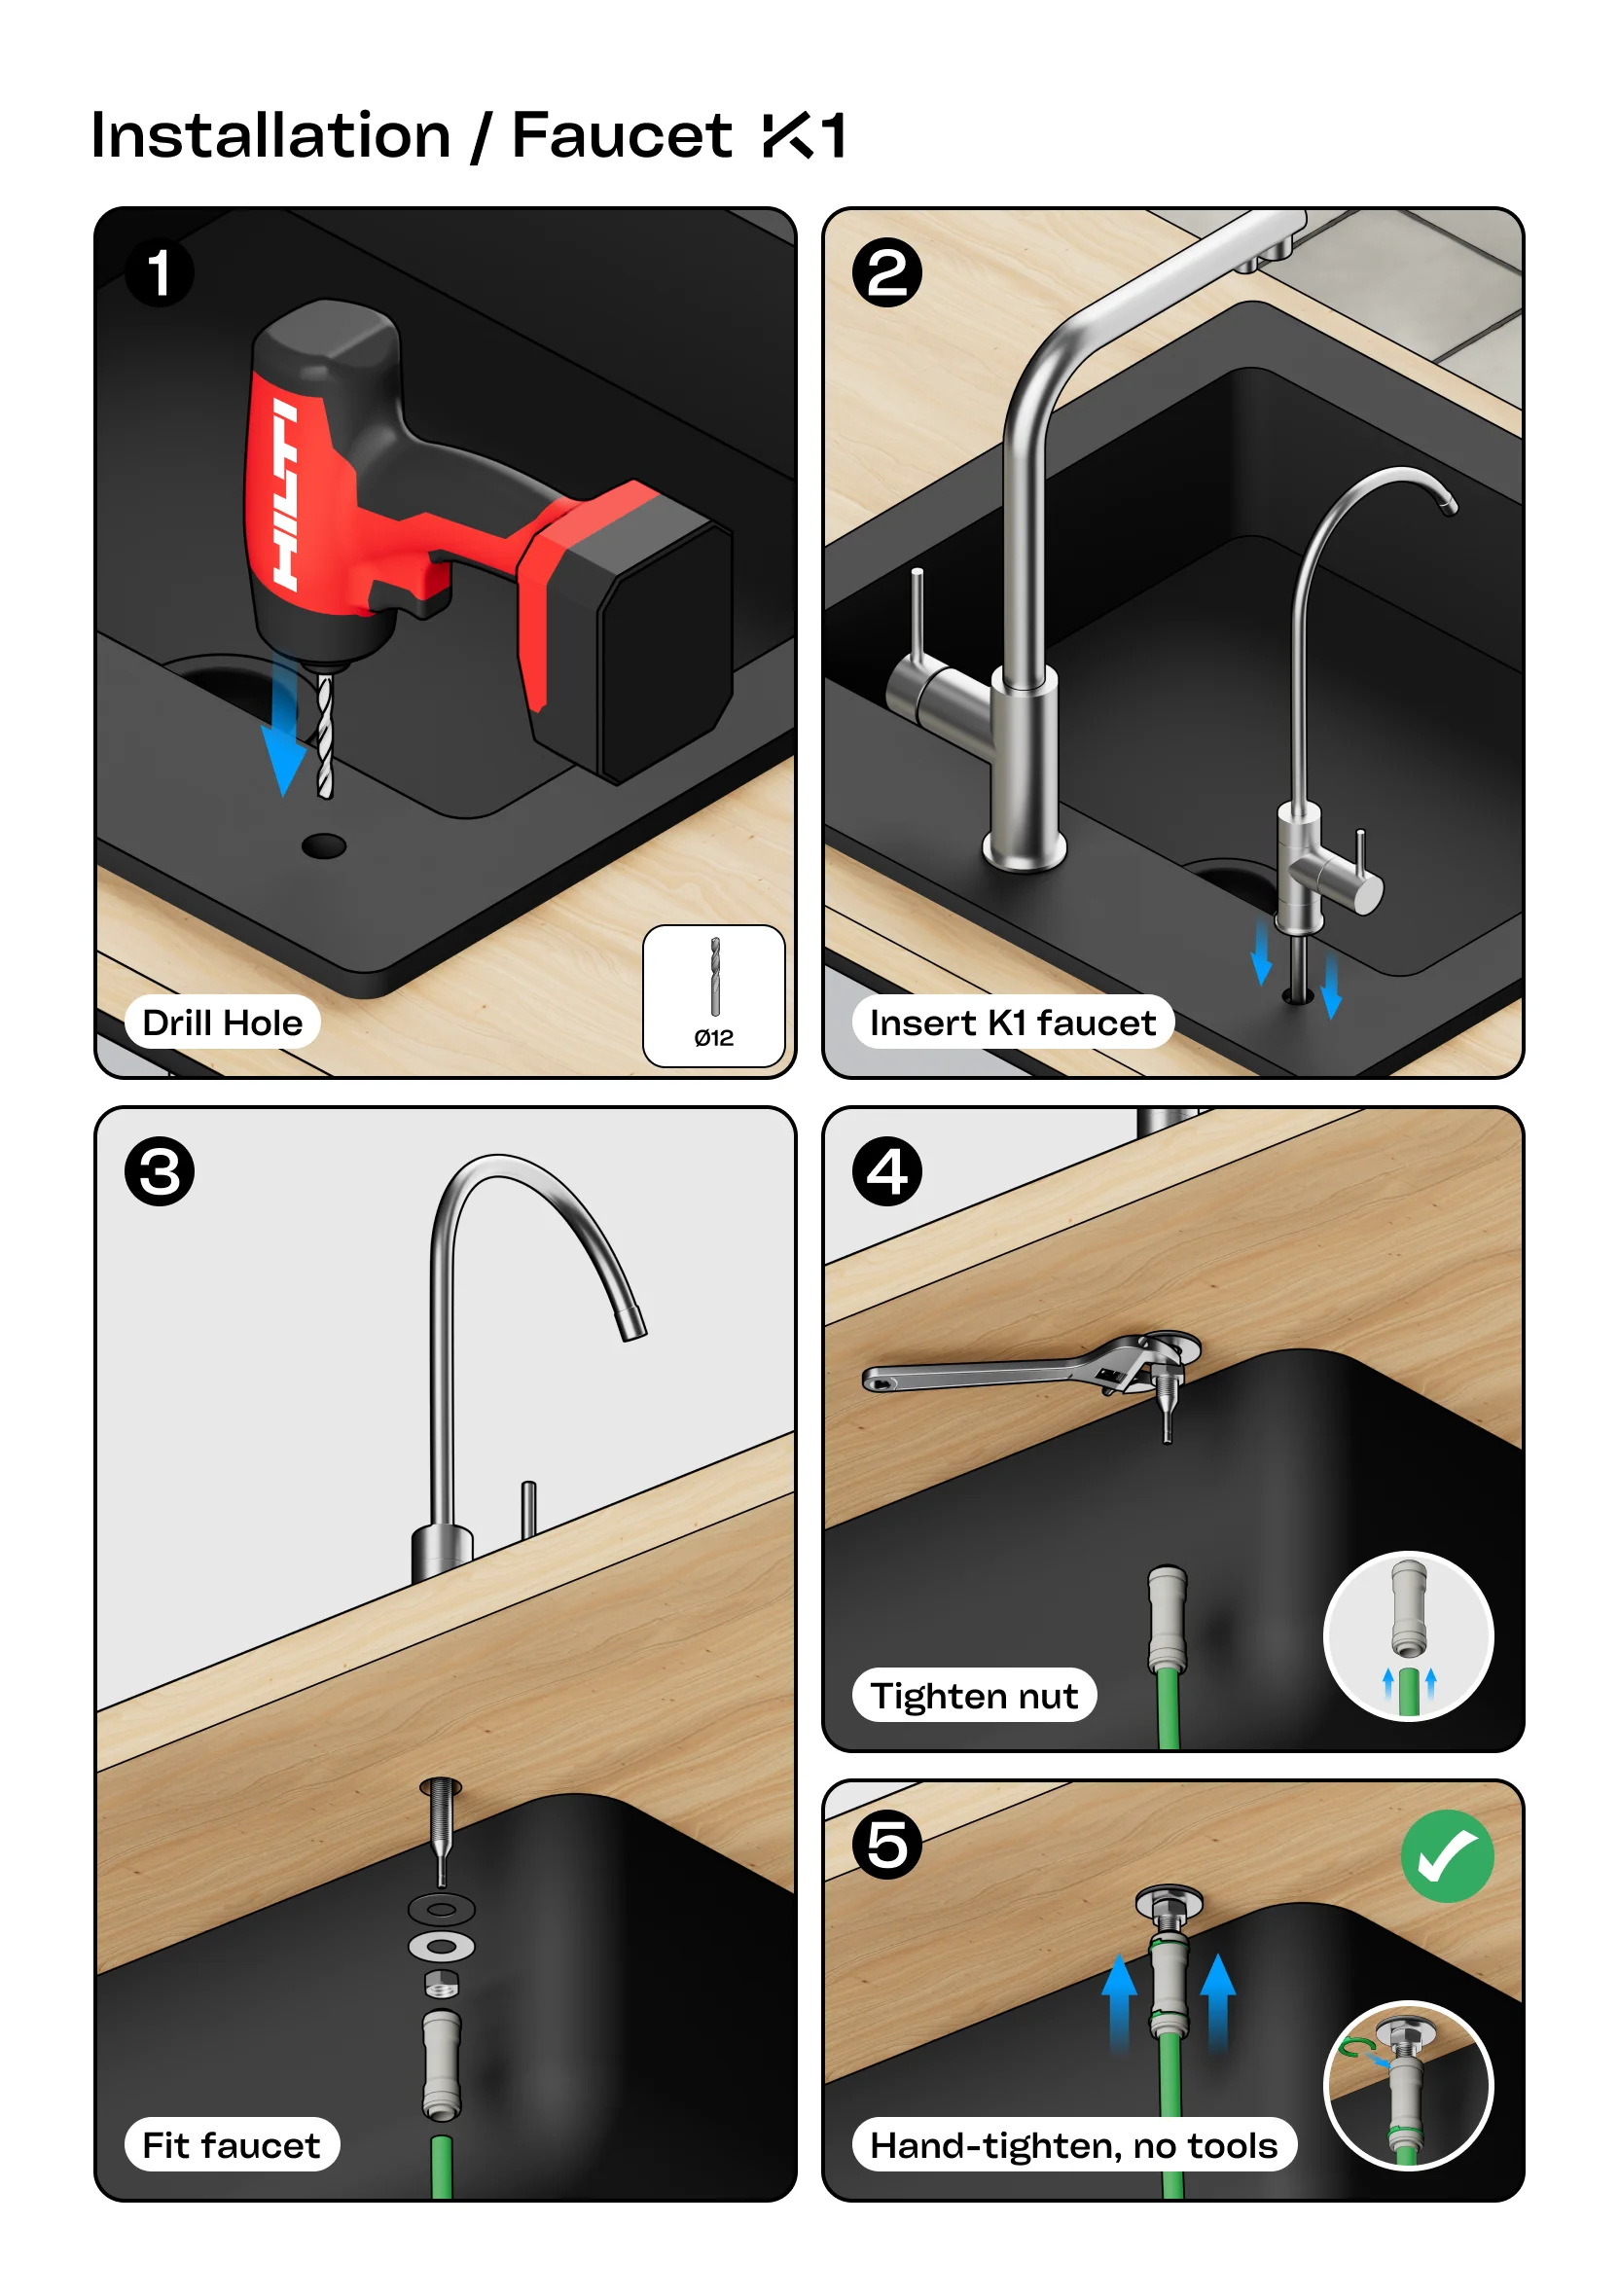 Installation / Faucet K1
1
HILTI
Drill Hole
Ø12
2
Insert K1 faucet
3
Fit faucet
4
Tighten nut
5
Hand-tighten, no tools